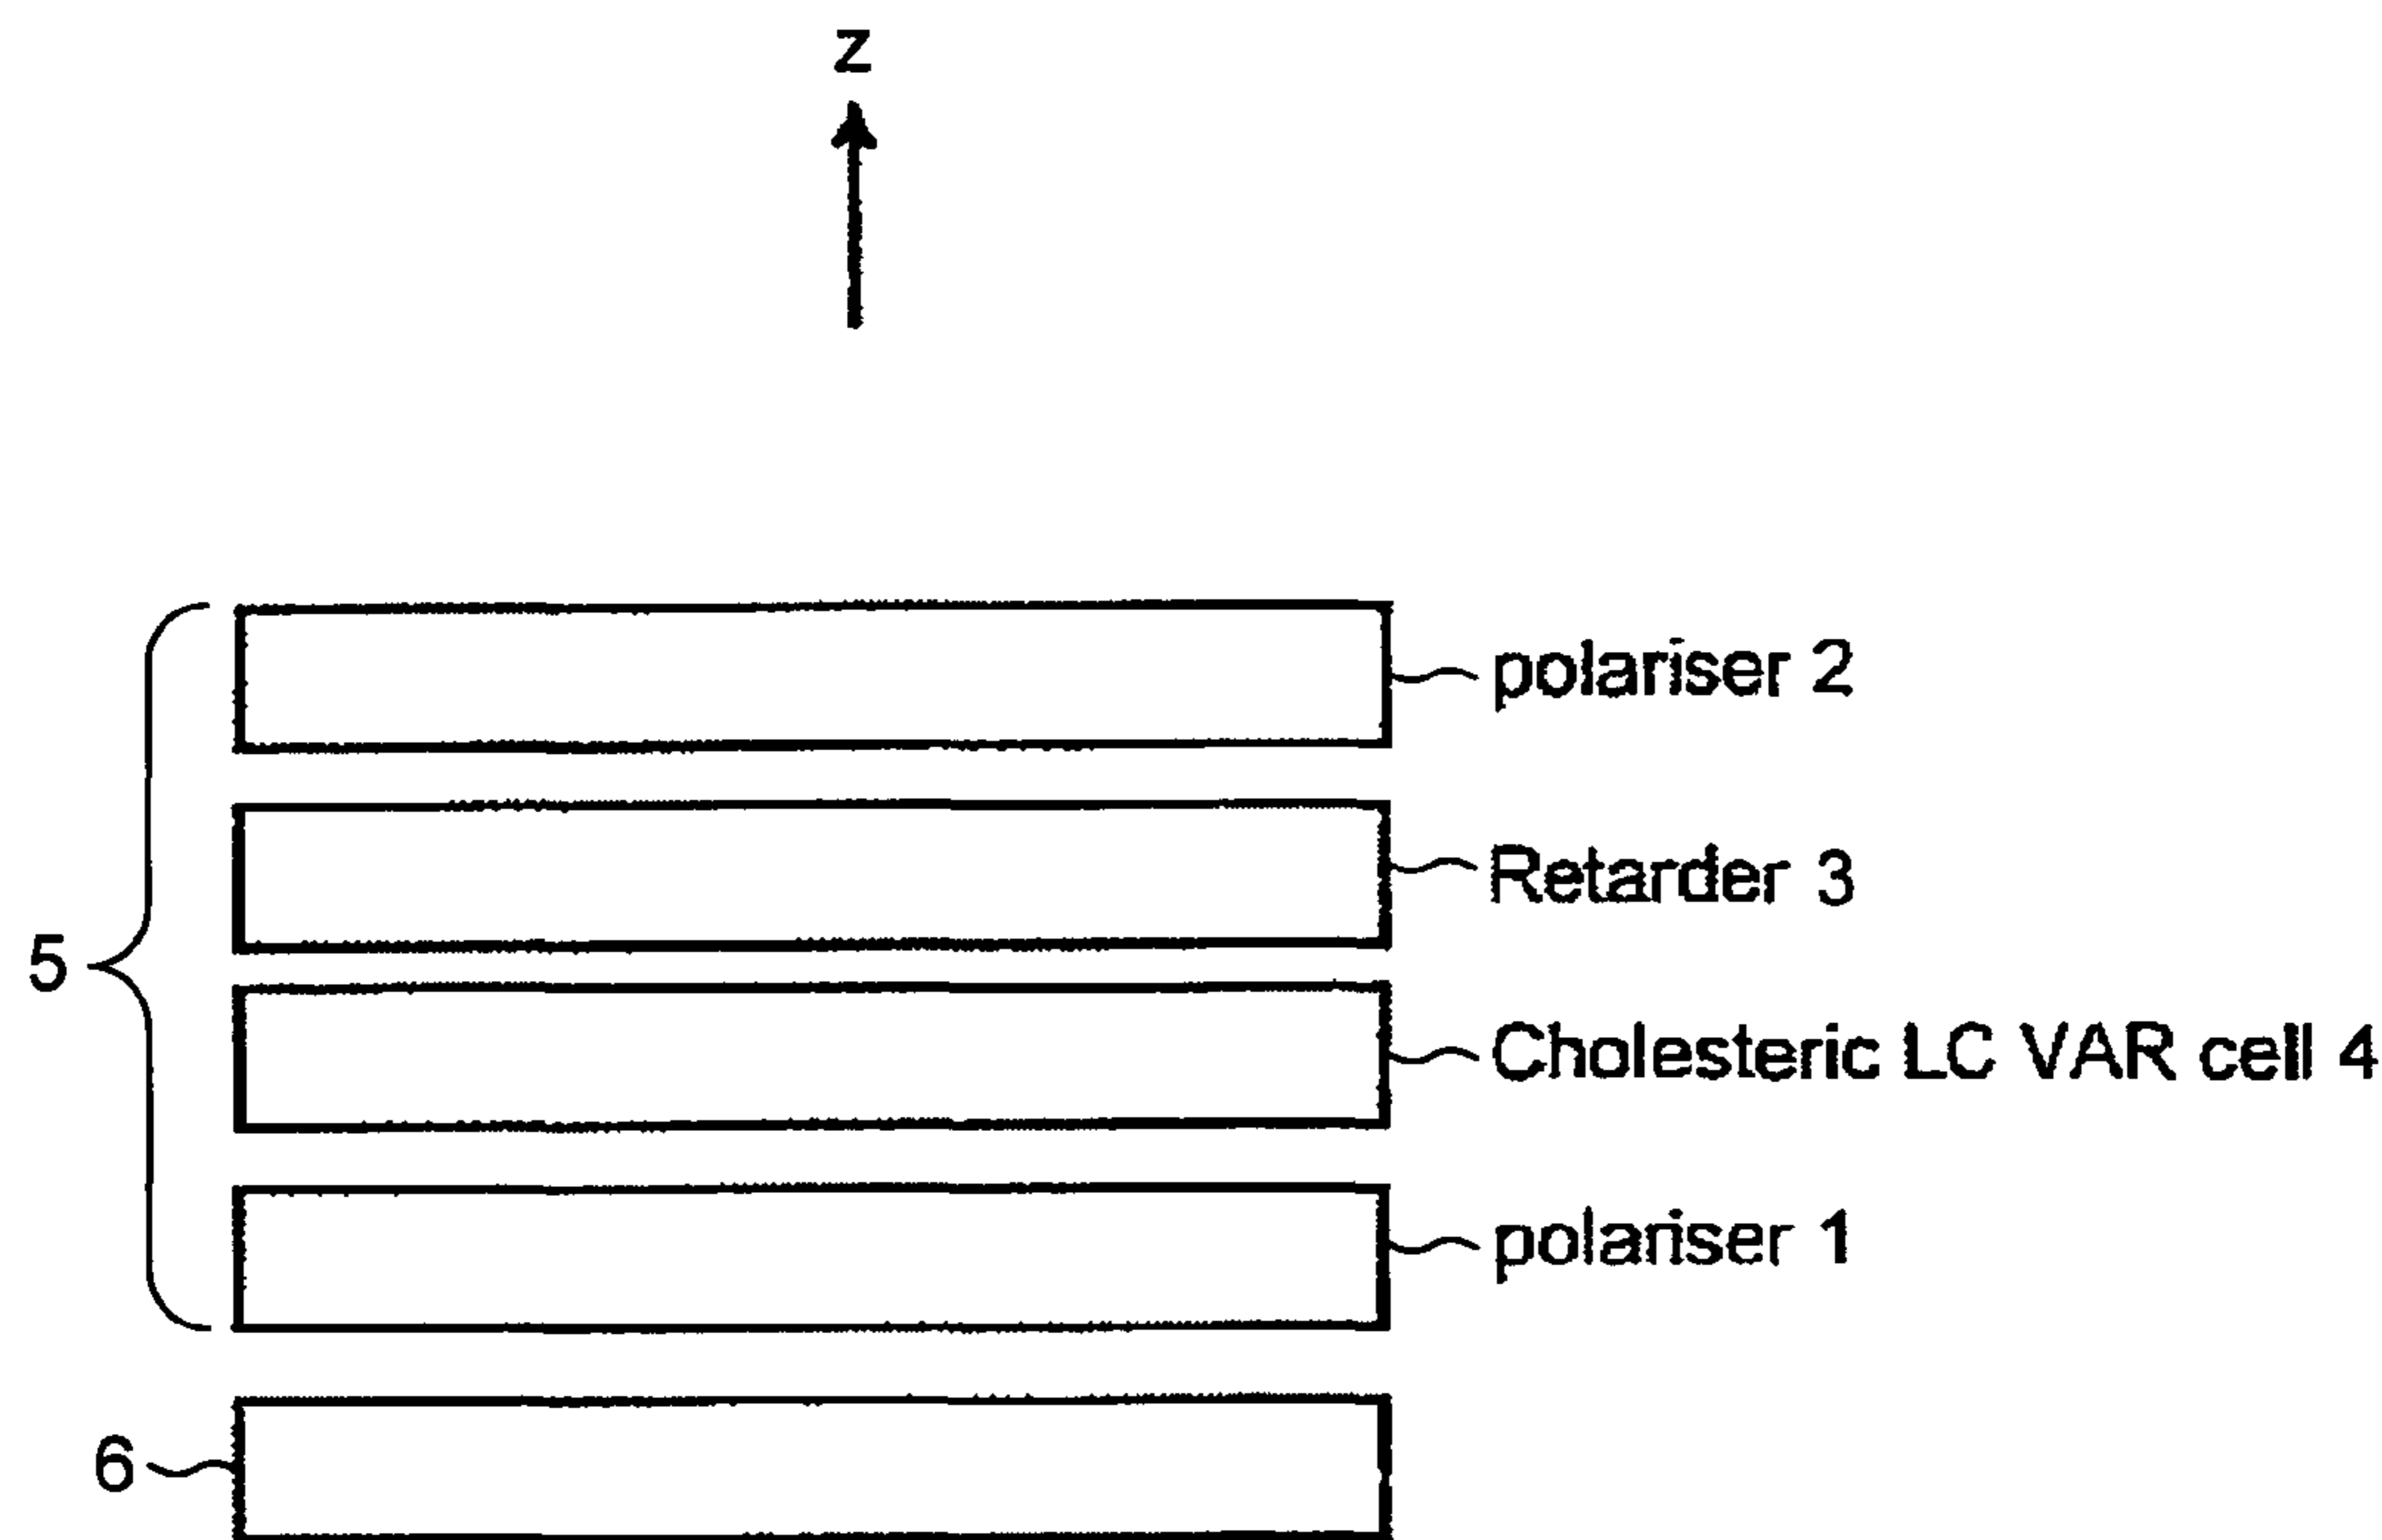 z
polariser 2
Retarder 3
5
Cholesteric LC VAR cell 4
polariser 1
6